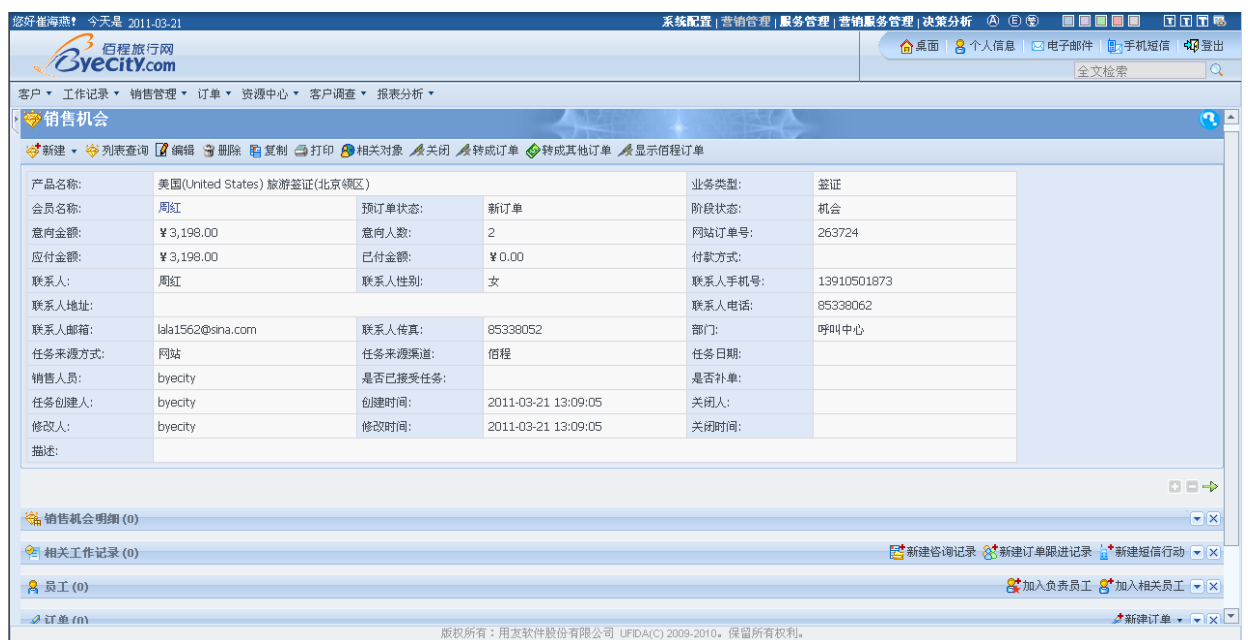 您好崔海燕! 今天是 2011-03-21 系统配置 | 营销管理 | 服务管理 | 营销服务管理 | 决策分析 A E 繁 T T T
佰程旅行网 Byecity.com 桌面 个人信息 电子邮件 手机短信 登出
全文检索
客户 工作记录 销售管理 订单 资源中心 客户调查 报表分析
销售机会
新建 列表查询 编辑 删除 复制 打印 相关对象 关闭 转成订单 转成其他订单 显示佰程订单
产品名称: 美国(United States) 旅游签证(北京领区) 业务类型: 签证
会员名称: 周红 预订单状态: 新订单 阶段状态: 机会
意向金额: ¥3,198.00 意向人数: 2 网站订单号: 263724
应付金额: ¥3,198.00 已付金额: ¥0.00 付款方式:
联系人: 周红 联系人性别: 女 联系人手机号: 13910501873
联系人地址: 联系人电话: 85338062
联系人邮箱: lala1562@sina.com 联系人传真: 85338052 部门: 呼叫中心
任务来源方式: 网站 任务来源渠道: 佰程 任务日期:
销售人员: byecity 是否已接受任务: 是否补单:
任务创建人: byecity 创建时间: 2011-03-21 13:09:05 关闭人:
修改人: byecity 修改时间: 2011-03-21 13:09:05 关闭时间:
描述:
销售机会明细 (0)
相关工作记录 (0) 新建咨询记录 新建订单跟进记录 新建短信行动
员工 (0) 加入负责员工 加入相关员工
订单 (0) 新建订单
版权所有：用友软件股份有限公司 UFIDA(C) 2009-2010。保留所有权利。